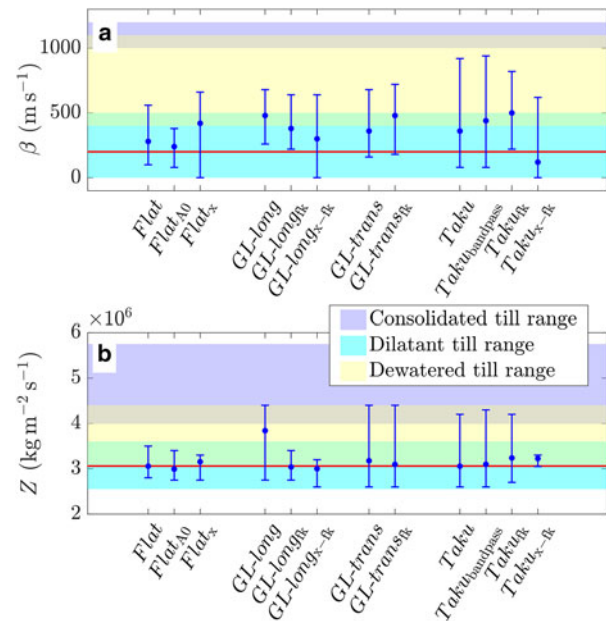 a
1000
500
0
β (m s⁻¹)
Flat
Flat_A0
Flat_x
GL-long
GL-long_fk
GL-long_x−fk
GL-trans
GL-trans_fk
Taku
Taku_bandpass
Taku_fk
Taku_x−fk
×10⁶
b
6
5
4
3
2
Z (kg m⁻² s⁻¹)
Consolidated till range
Dilatant till range
Dewatered till range
Flat
Flat_A0
Flat_x
GL-long
GL-long_fk
GL-long_x−fk
GL-trans
GL-trans_fk
Taku
Taku_bandpass
Taku_fk
Taku_x−fk